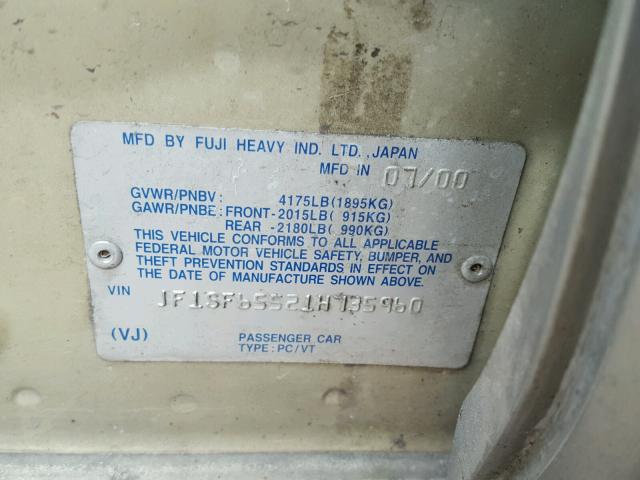 MFD BY FUJI HEAVY IND. LTD., JAPAN
MFD IN 07/00
GVWR/PNBV: 4175LB(1895KG)
GAWR/PNBE: FRONT-2015LB( 915KG)
REAR -2180LB( 990KG)
THIS VEHICLE CONFORMS TO ALL APPLICABLE
FEDERAL MOTOR VEHICLE SAFETY, BUMPER, AND
THEFT PREVENTION STANDARDS IN EFFECT ON
THE DATE OF MANUFACTURE SHOWN ABOVE.
VIN JF1SF65521H735960
(VJ) PASSENGER CAR
TYPE: PC/VT